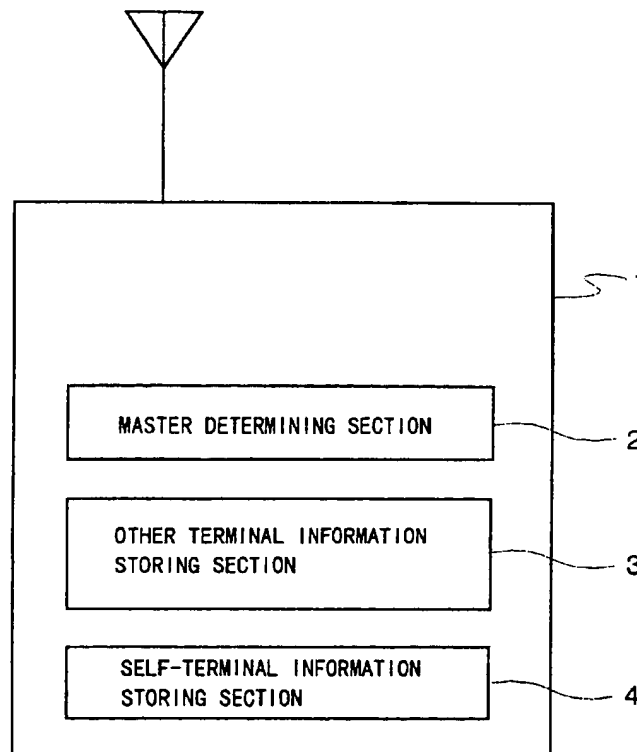 MASTER DETERMINING SECTION
2
OTHER TERMINAL INFORMATION
STORING SECTION
3
SELF-TERMINAL INFORMATION
STORING SECTION
4